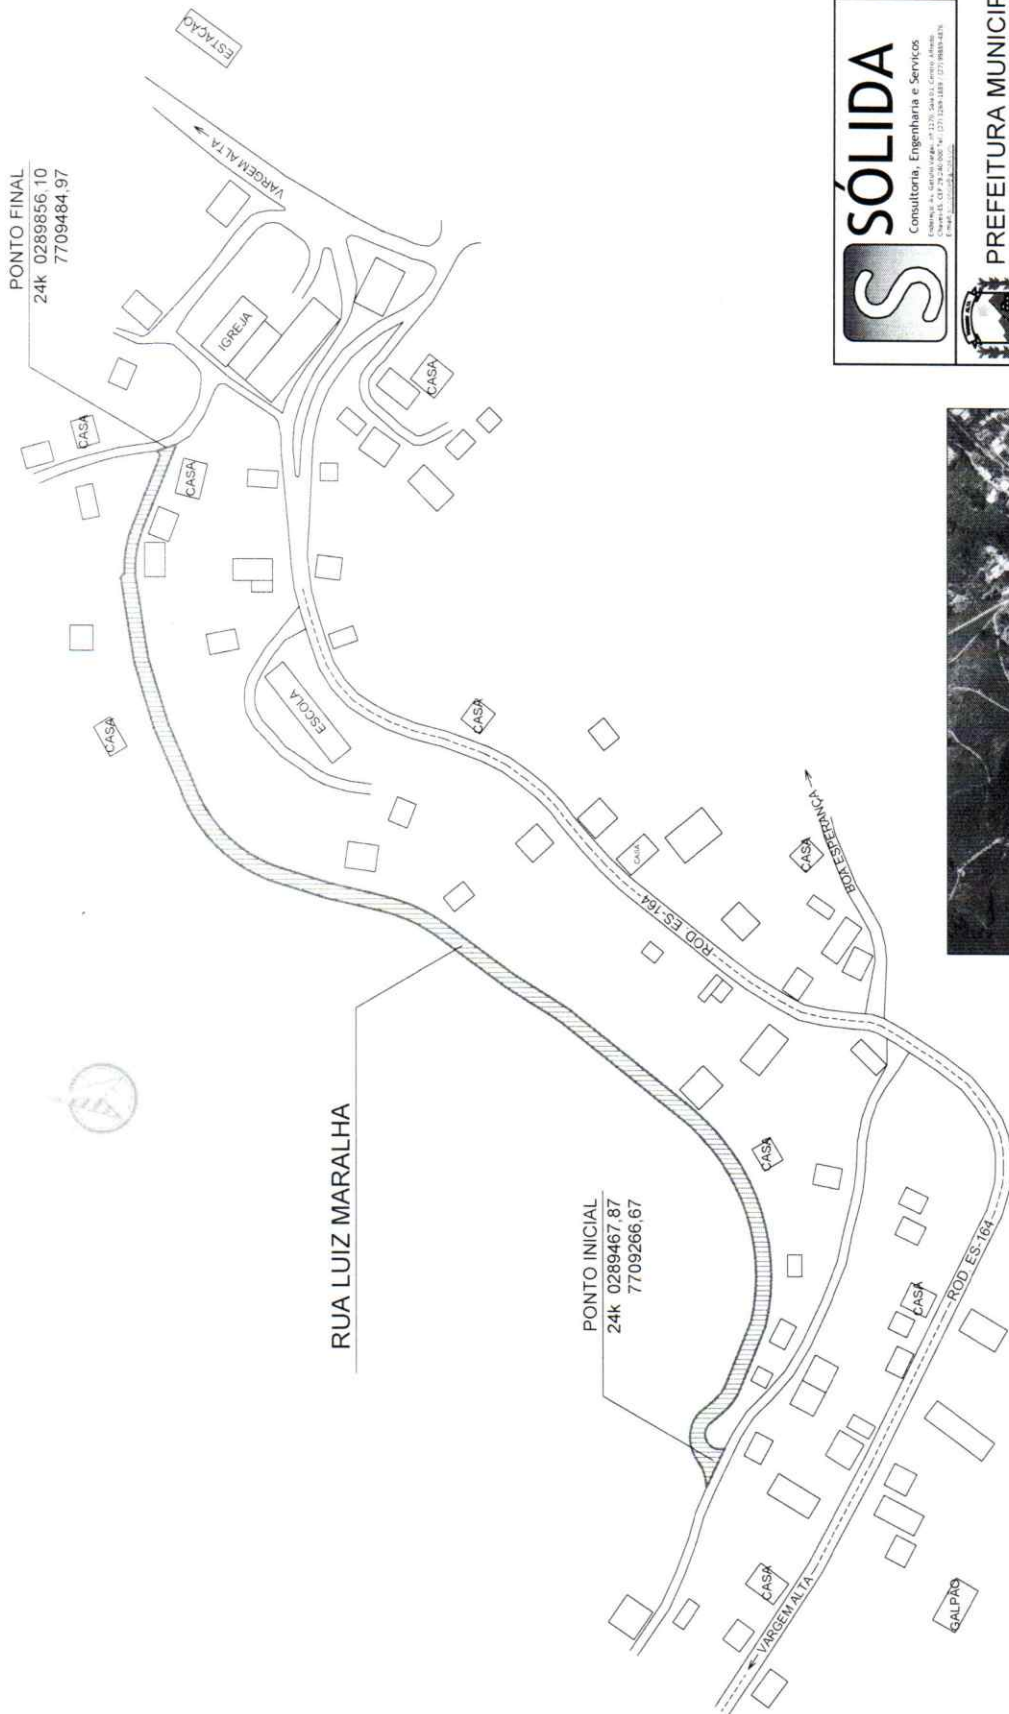 PONTO FINAL
24k 0289856,10
7709484,97
ESTAÇÃO
VARGEM ALTA
IGREJA
CASA
CASA
CASA
CASA
ESCOLA
CASA
CASA
ROD. ES-164
CASA
BOA ESPERANÇA
RUA LUIZ MARALHA
PONTO INICIAL
24k 0289467,87
7709266,67
CASA
CASA
ROD. ES-164
CASA
VARGEM ALTA
GALPÃO
SÓLIDA
Consultoria, Engenharia e Serviços
PREFEITURA MUNICIP